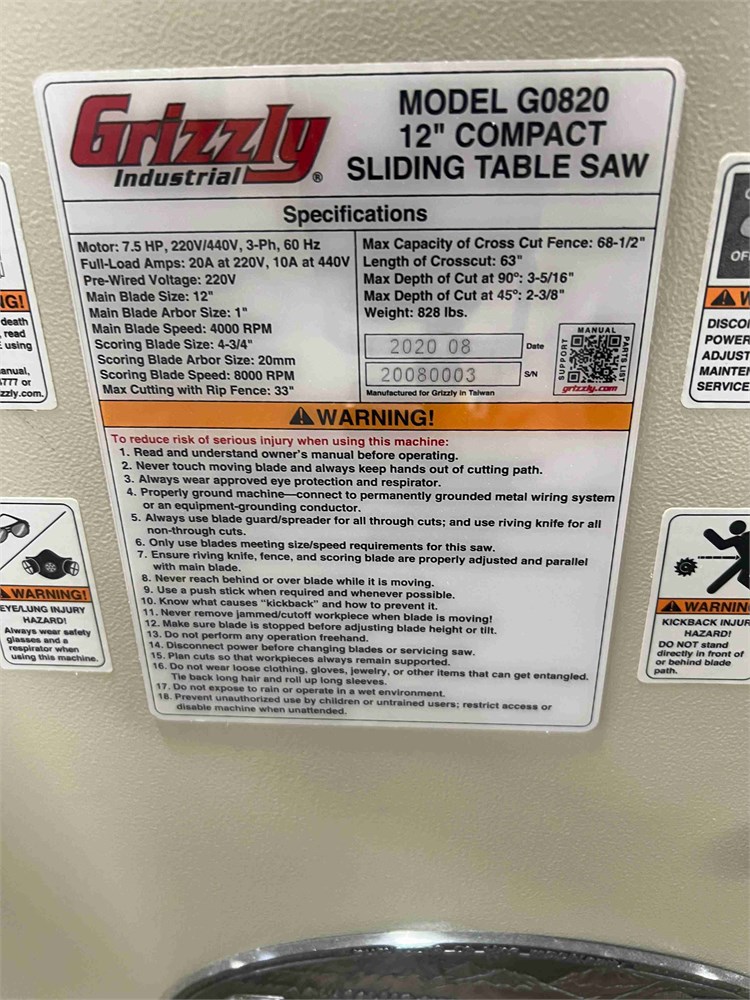 Grizzly
Industrial®
MODEL G0820
12" COMPACT
SLIDING TABLE SAW
Specifications
Motor: 7.5 HP, 220V/440V, 3-Ph, 60 Hz
Full-Load Amps: 20A at 220V, 10A at 440V
Pre-Wired Voltage: 220V
Main Blade Size: 12"
Main Blade Arbor Size: 1"
Main Blade Speed: 4000 RPM
Scoring Blade Size: 4-3/4"
Scoring Blade Arbor Size: 20mm
Scoring Blade Speed: 8000 RPM
Max Cutting with Rip Fence: 33"
Max Capacity of Cross Cut Fence: 68-1/2"
Length of Crosscut: 63"
Max Depth of Cut at 90º: 3-5/16"
Max Depth of Cut at 45º: 2-3/8"
Weight: 828 lbs.
2020 08 Date
20080003 S/N
Manufactured for Grizzly in Taiwan
MANUAL
SUPPORT
PARTS LIST
grizzly.com
WARNING!
To reduce risk of serious injury when using this machine:
1. Read and understand owner's manual before operating.
2. Never touch moving blade and always keep hands out of cutting path.
3. Always wear approved eye protection and respirator.
4. Properly ground machine—connect to permanently grounded metal wiring system
or an equipment-grounding conductor.
5. Always use blade guard/spreader for all through cuts; and use riving knife for all
non-through cuts.
6. Only use blades meeting size/speed requirements for this saw.
7. Ensure riving knife, fence, and scoring blade are properly adjusted and parallel
with main blade.
8. Never reach behind or over blade while it is moving.
9. Use a push stick when required and whenever possible.
10. Know what causes "kickback" and how to prevent it.
11. Never remove jammed/cutoff workpiece when blade is moving!
12. Make sure blade is stopped before adjusting blade height or tilt.
13. Do not perform any operation freehand.
14. Disconnect power before changing blades or servicing saw.
15. Plan cuts so that workpieces always remain supported.
16. Do not wear loose clothing, gloves, jewelry, or other items that can get entangled.
Tie back long hair and roll up long sleeves.
17. Do not expose to rain or operate in a wet environment.
18. Prevent unauthorized use by children or untrained users; restrict access or
disable machine when unattended.
NG!
death
read
using
anual,
4777 or
zzly.com.
WARNING!
EYE/LUNG INJURY
HAZARD!
Always wear safety
glasses and a
respirator when
using this machine.
OF
W
DISCO
POWER
ADJUST
MAINTEN
SERVICE
WARNIN
KICKBACK INJUR
HAZARD!
DO NOT stand
directly in front of
or behind blade
path.